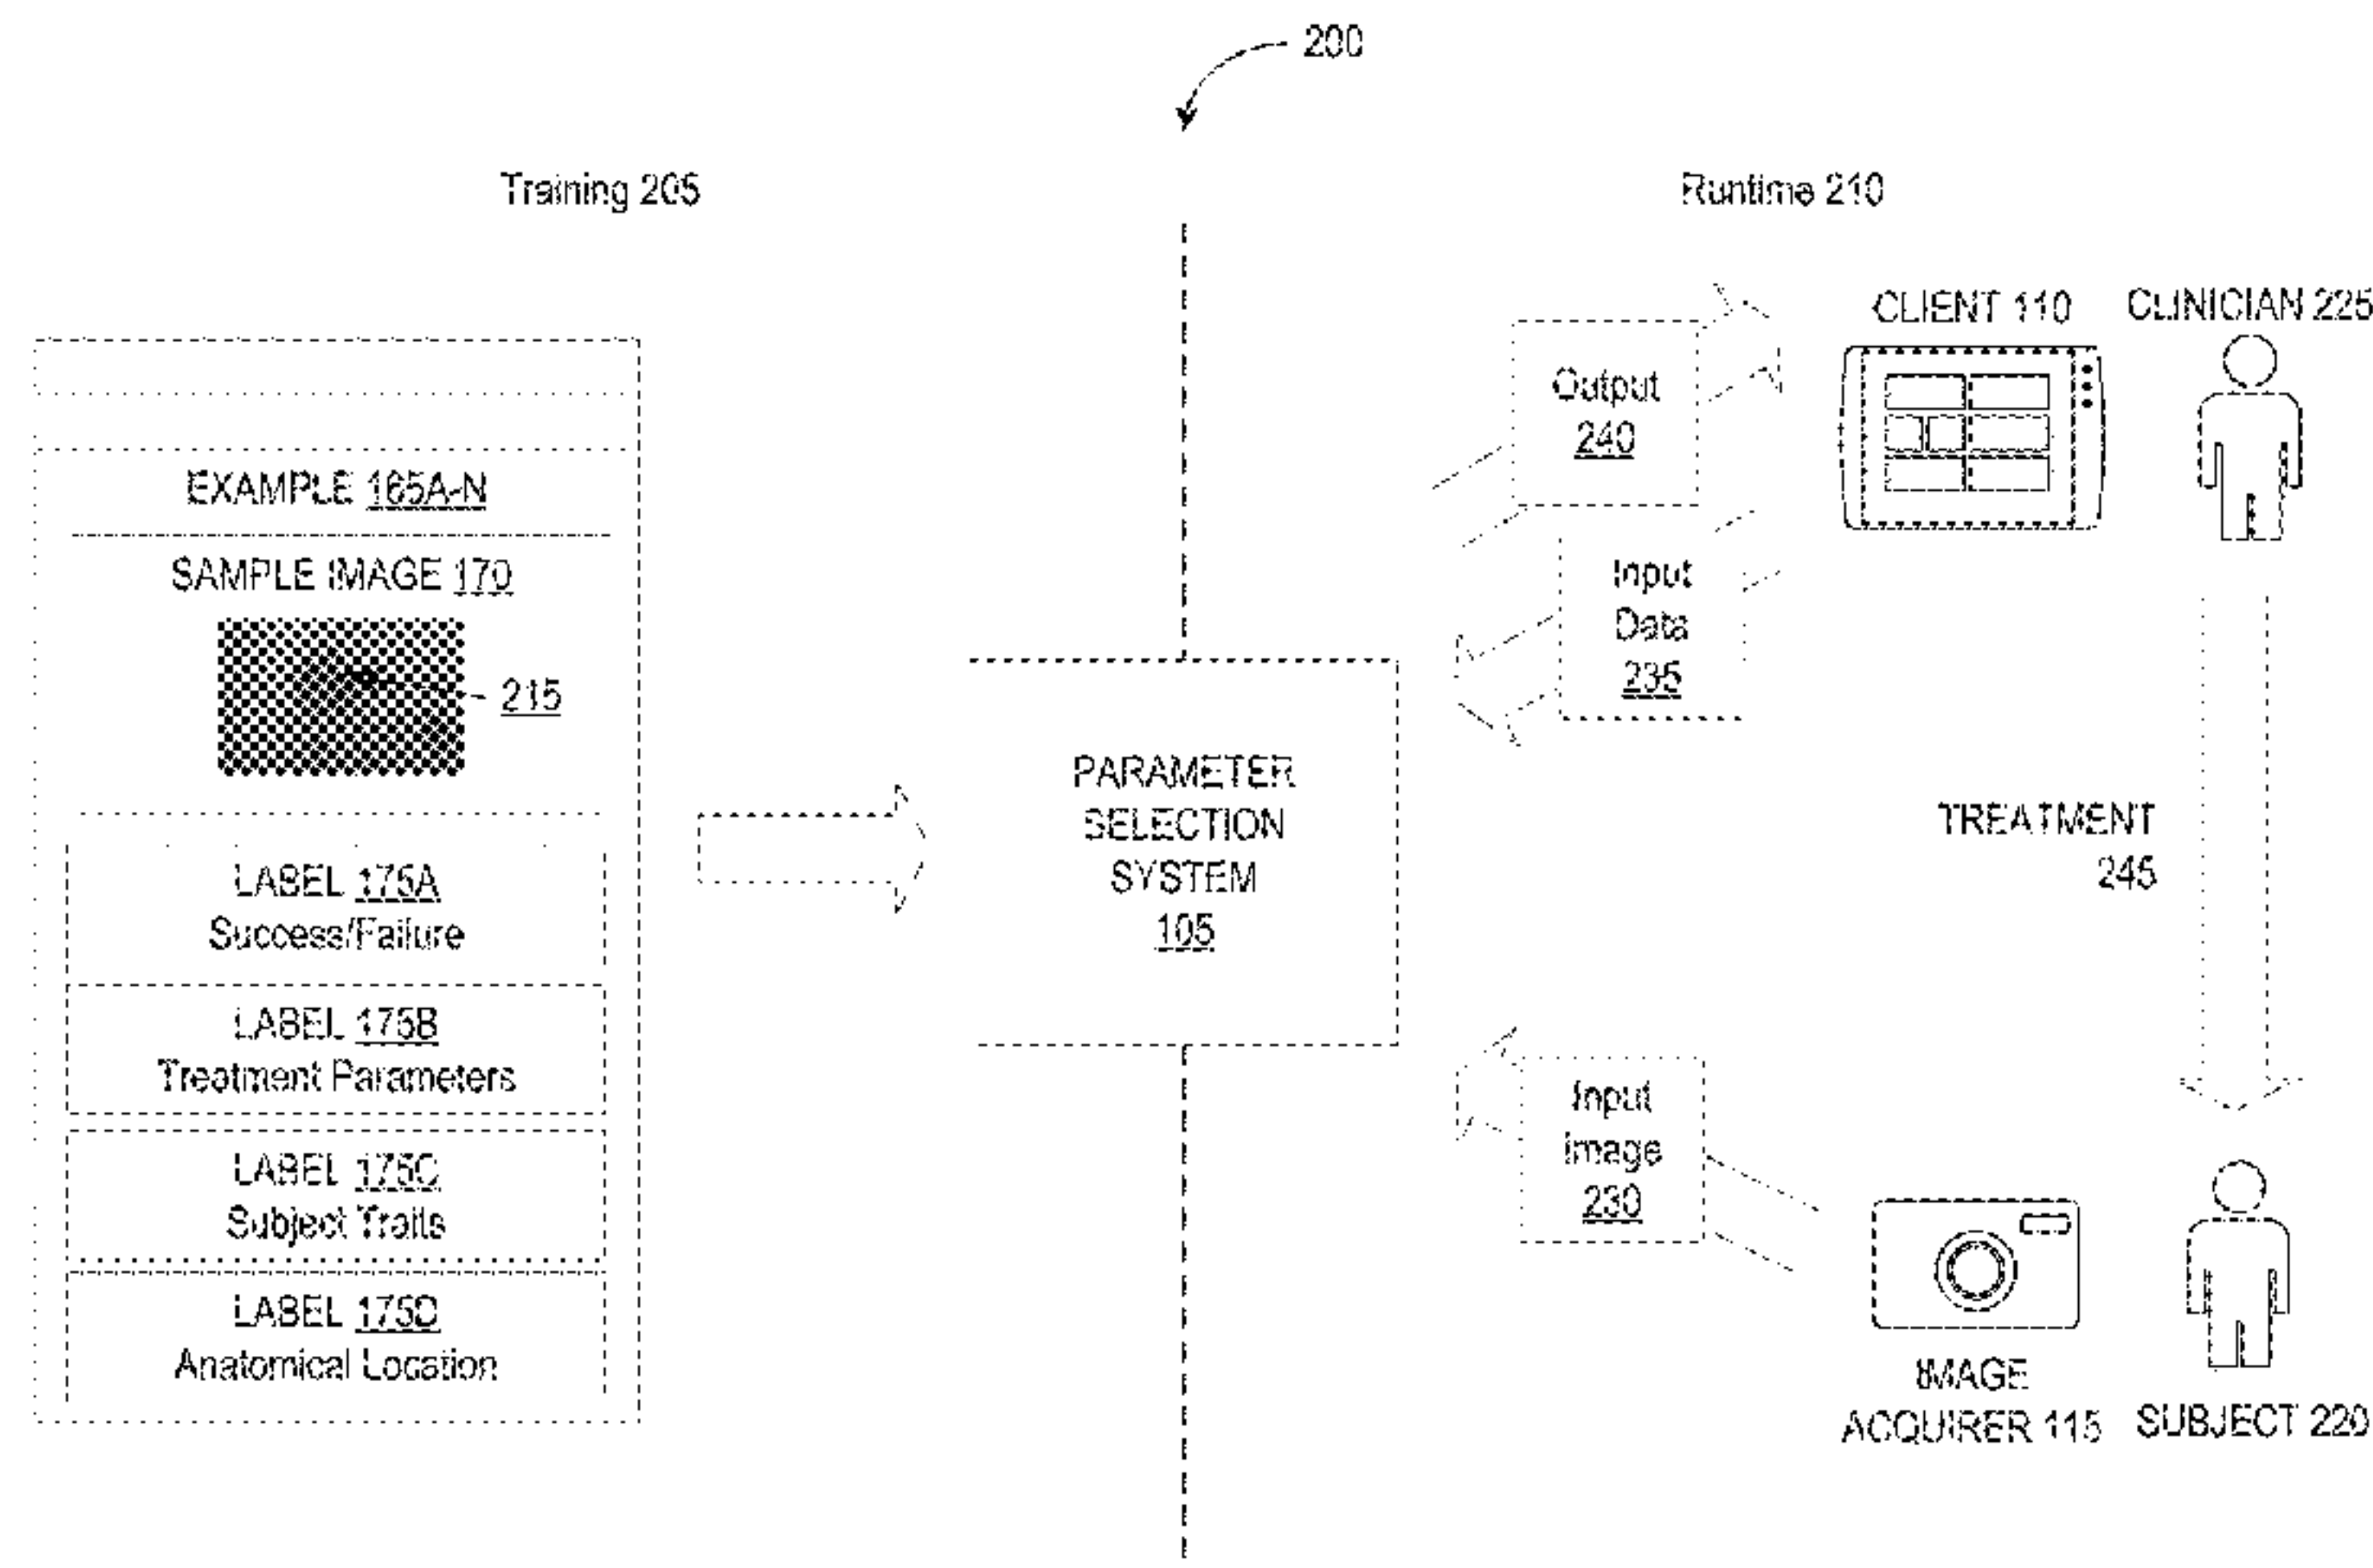 200
Training 205
Runtime 210
EXAMPLE 165A-N
SAMPLE IMAGE 170
215
LABEL 175A
Success/Failure
LABEL 175B
Treatment Parameters
LABEL 175C
Subject Traits
LABEL 175D
Anatomical Location
PARAMETER
SELECTION
SYSTEM
105
Output
240
Input
Data
235
CLIENT 110
CLINICIAN 225
TREATMENT
245
Input
Image
230
IMAGE
ACQUIRER 115
SUBJECT 220